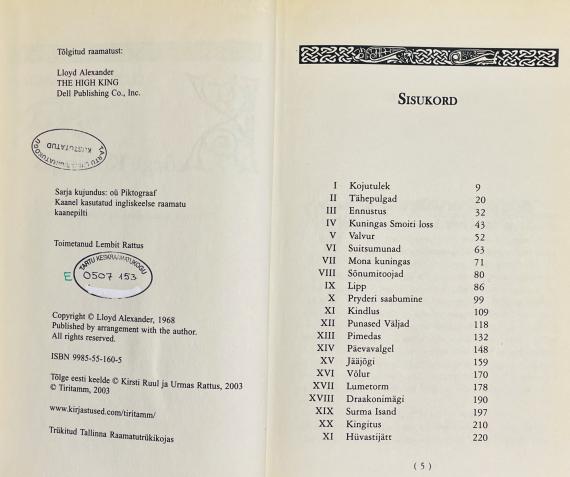 Tõlgitud raamatust:
Lloyd Alexander
THE HIGH KING
Dell Publishing Co., Inc.
TARTU LINNARAAMATUKOGU
KUSTUTATUD
Sarja kujundus: oü Piktograaf
Kaanel kasutatud ingliskeelse raamatu
kaanepilti
Toimetanud Lembit Rattus
TARTU KESKRAAMATUKOGU
E 0507 153
Copyright © Lloyd Alexander, 1968
Published by arrangement with the author.
All rights reserved.
ISBN 9985-55-160-5
Tõlge eesti keelde © Kirsti Ruul ja Urmas Rattus, 2003
© Tiritamm, 2003
www.kirjastused.com/tiritamm/
Trükitud Tallinna Raamatutrükikojas
SISUKORD
I Kojutulek 9
II Tähepulgad 20
III Ennustus 32
IV Kuningas Smoiti loss 43
V Valvur 52
VI Suitsumunad 63
VII Mona kuningas 71
VIII Sõnumitoojad 80
IX Lipp 86
X Pryderi saabumine 99
XI Kindlus 109
XII Punased Väljad 118
XIII Pimedas 132
XIV Päevavalgel 148
XV Jääjõgi 159
XVI Võlur 170
XVII Lumetorm 178
XVIII Draakonimägi 190
XIX Surma Isand 197
XX Kingitus 210
XI Hüvastijätt 220
( 5 )